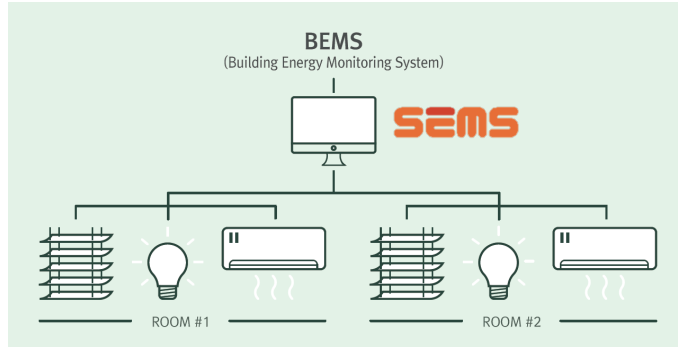 BEMS
(Building Energy Monitoring System)
SEMS
ROOM #1
ROOM #2